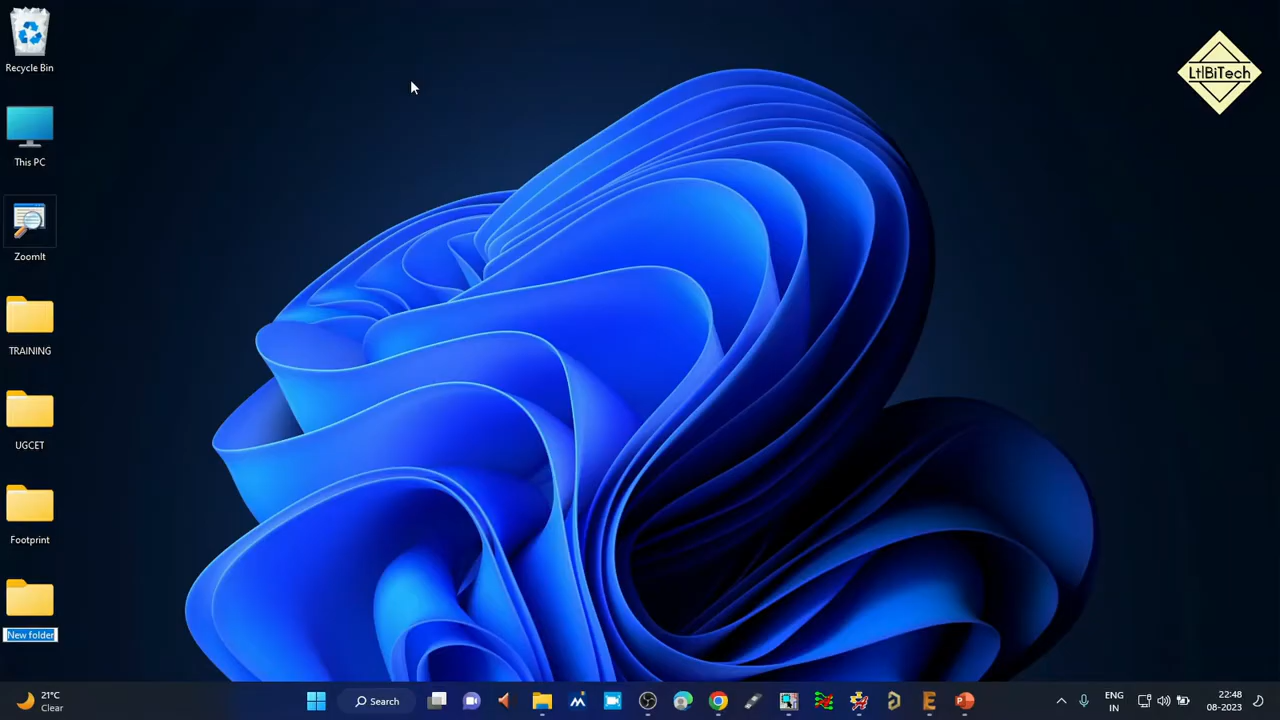 Recycle Bin
LtlBiTech
This PC
ZoomIt
TRAINING
UGCET
Footprint
New folder
21°C
Clear
Search
ENG
IN
22:48
08-2023